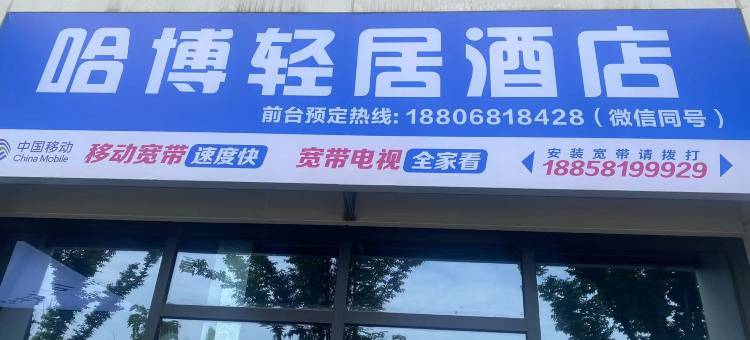 哈博轻居酒店
前台预定热线: 18806818428（微信同号）
中国移动 移动宽带 速度快 宽带电视 全家看 安装宽带请拨打
China Mobile 18858199929